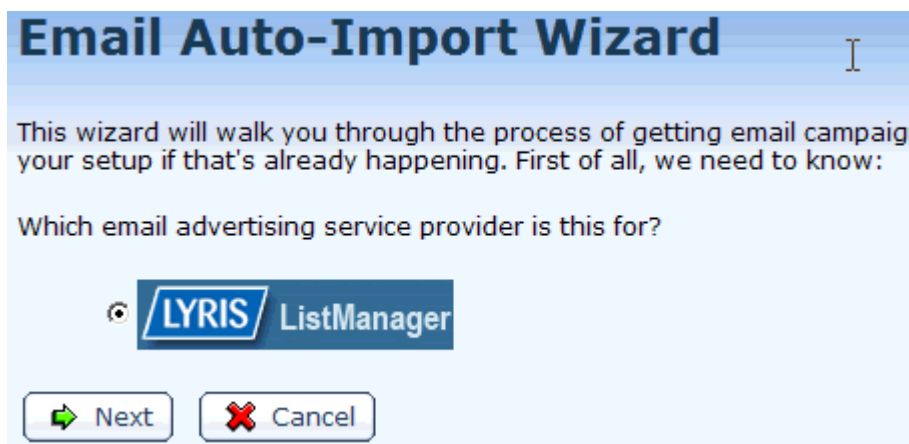 Email Auto-Import Wizard
This wizard will walk you through the process of getting email campaig
your setup if that's already happening. First of all, we need to know:
Which email advertising service provider is this for?
LYRIS ListManager
Next Cancel